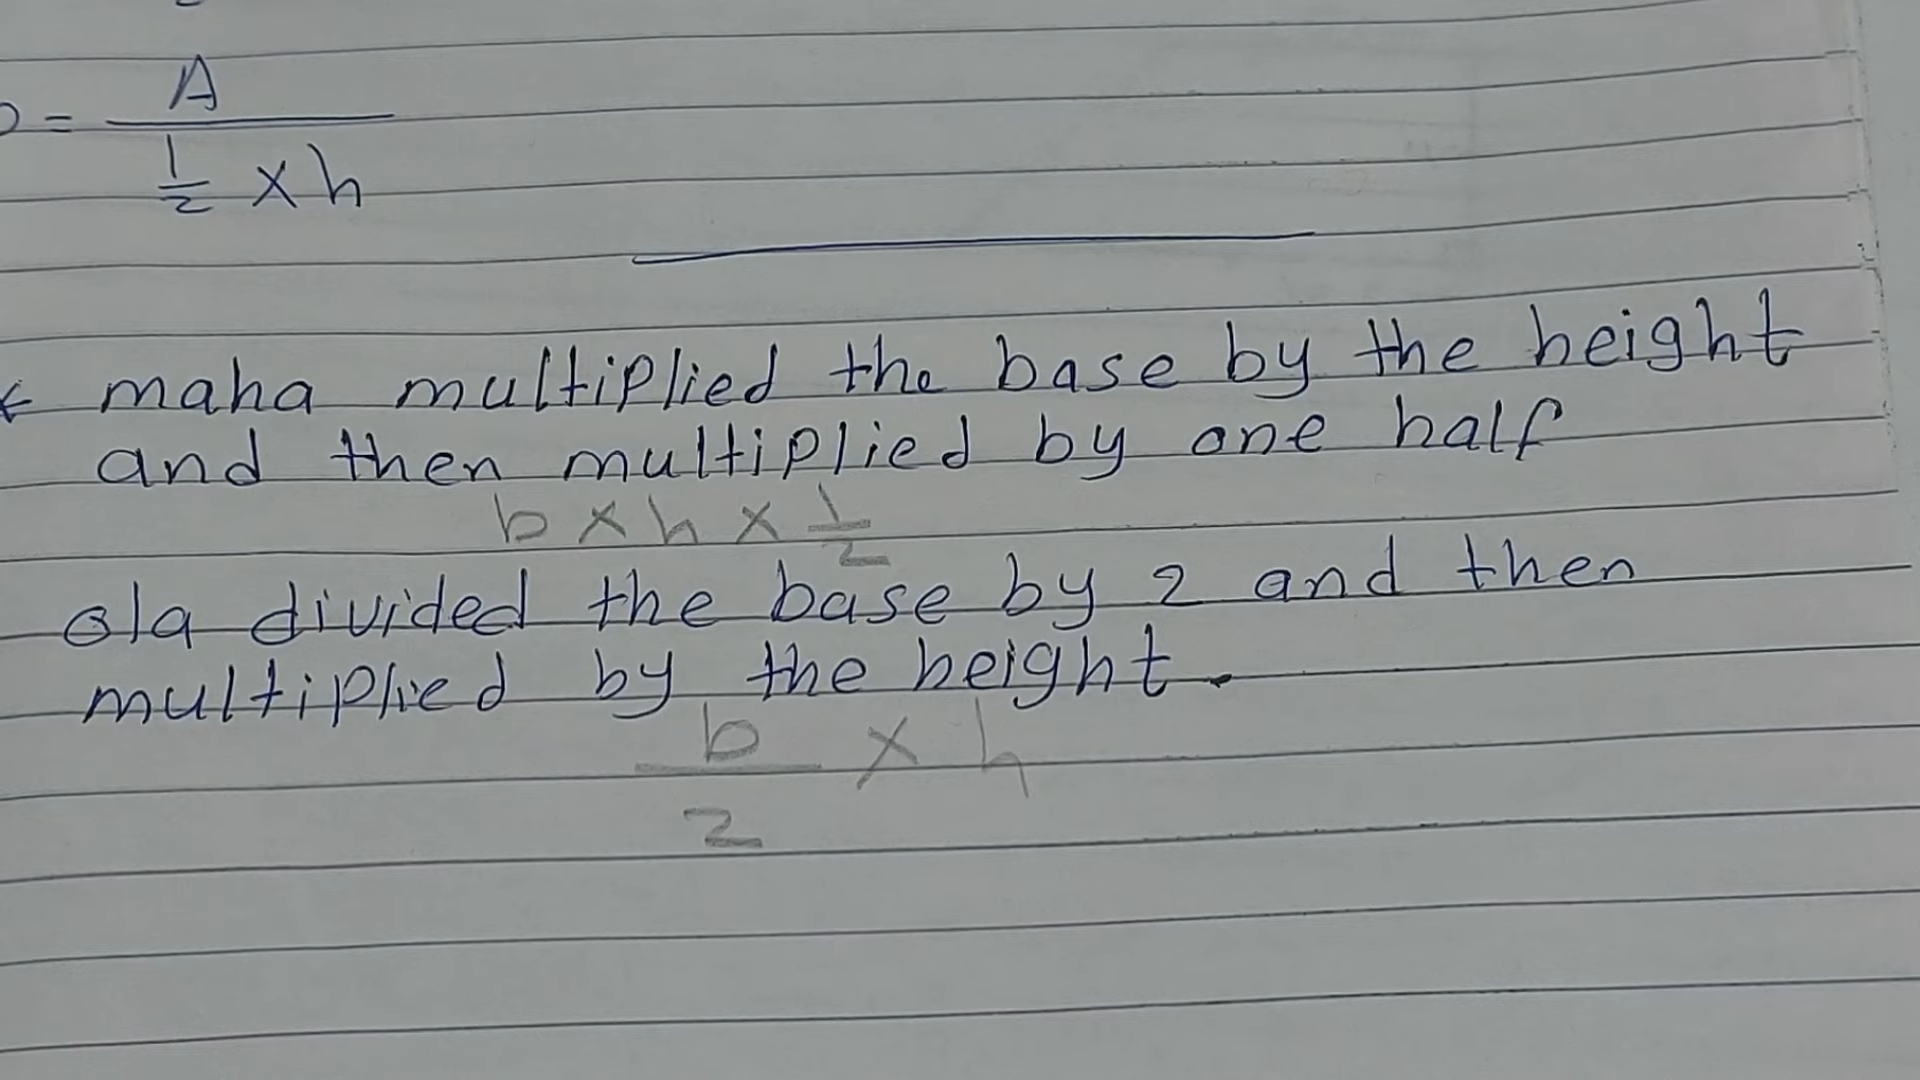 = A
1/2 × h
maha multiplied the base by the height
and then multiplied by one half
b × h × 1/2
ola divided the base by 2 and then
multiplied by the height.
b/2 × h